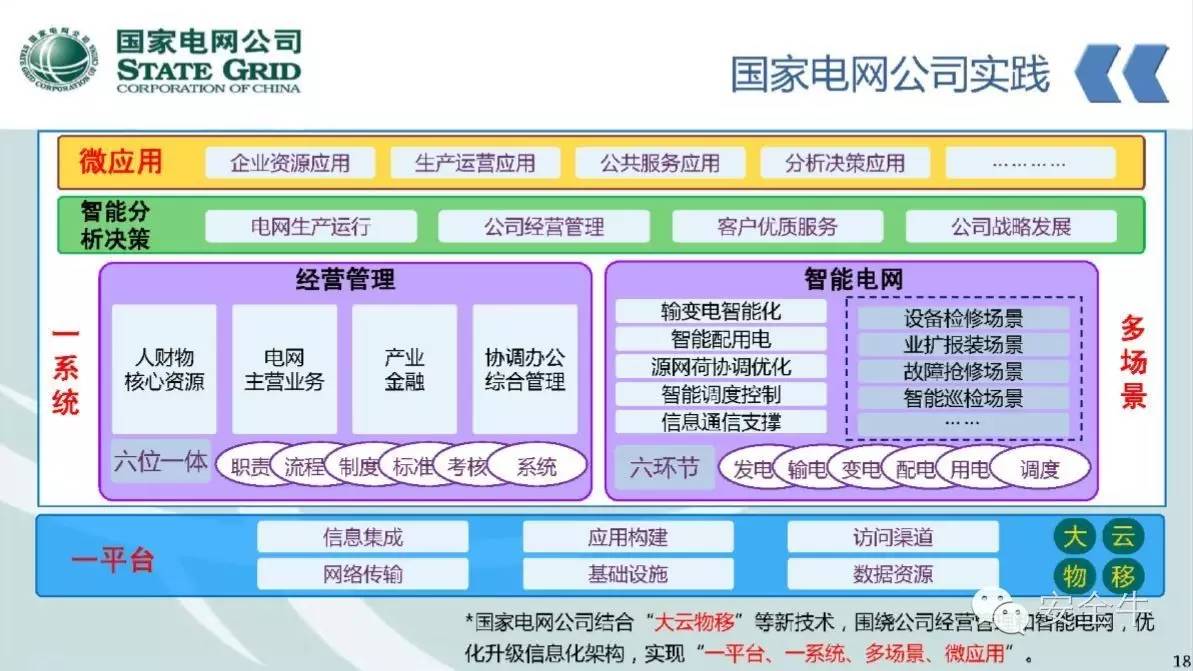 国家电网公司
STATE GRID
CORPORATION OF CHINA
国家电网公司实践
微应用 企业资源应用 生产运营应用 公共服务应用 分析决策应用 …………
智能分
析决策
电网生产运行 公司经营管理 客户优质服务 公司战略发展
一系统
经营管理
人财物
核心资源
电网
主营业务
产业
金融
协调办公
综合管理
六位一体 职责 流程 制度 标准 考核 系统
智能电网
输变电智能化
智能配用电
源网荷协调优化
智能调度控制
信息通信支撑
设备检修场景
业扩报装场景
故障抢修场景
智能巡检场景
……
六环节 发电 输电 变电 配电 用电 调度
多场景
一平台
信息集成 应用构建 访问渠道
网络传输 基础设施 数据资源
大 云
物 移
安全牛
*国家电网公司结合“大云物移”等新技术，围绕公司经营管理和智能电网，优
化升级信息化架构，实现“一平台、一系统、多场景、微应用”。
18